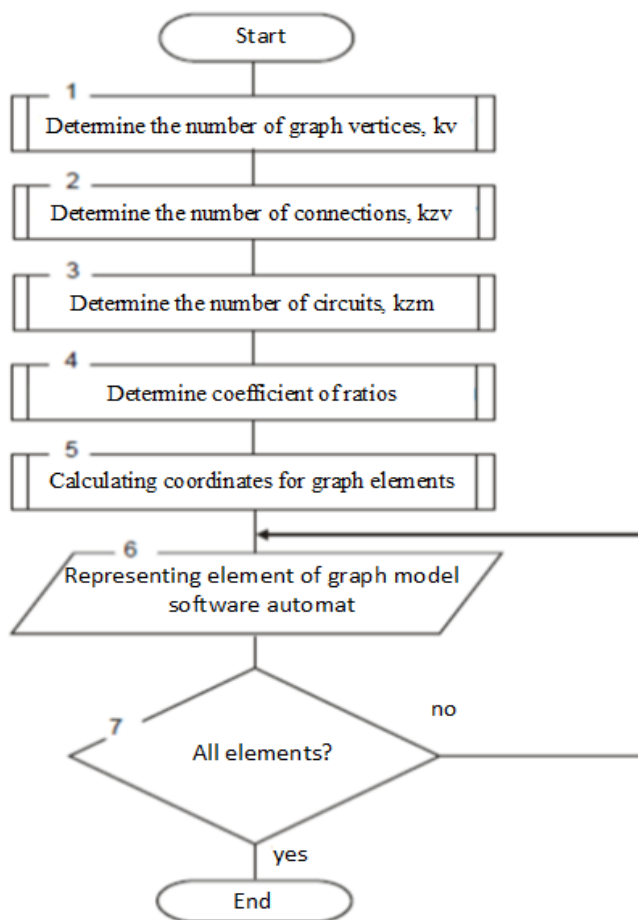 Start
1
Determine the number of graph vertices, kv
2
Determine the number of connections, kzv
3
Determine the number of circuits, kzm
4
Determine coefficient of ratios
5
Calculating coordinates for graph elements
6
Representing element of graph model
software automat
7
no
All elements?
yes
End